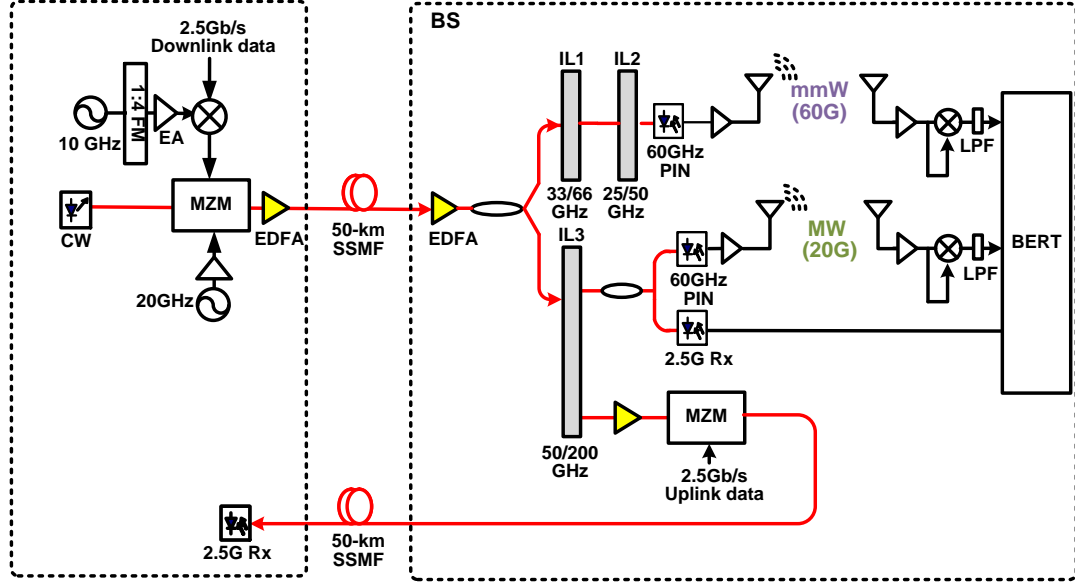 BS
2.5Gb/s
Downlink data
1:4 FM
EA
10 GHz
CW
MZM
EDFA
20GHz
50-km
SSMF
EDFA
IL1
IL2
33/66
GHz
25/50
GHz
60GHz
PIN
mmW
(60G)
LPF
IL3
60GHz
PIN
MW
(20G)
LPF
BERT
2.5G Rx
50/200
GHz
MZM
2.5Gb/s
Uplink data
2.5G Rx
50-km
SSMF